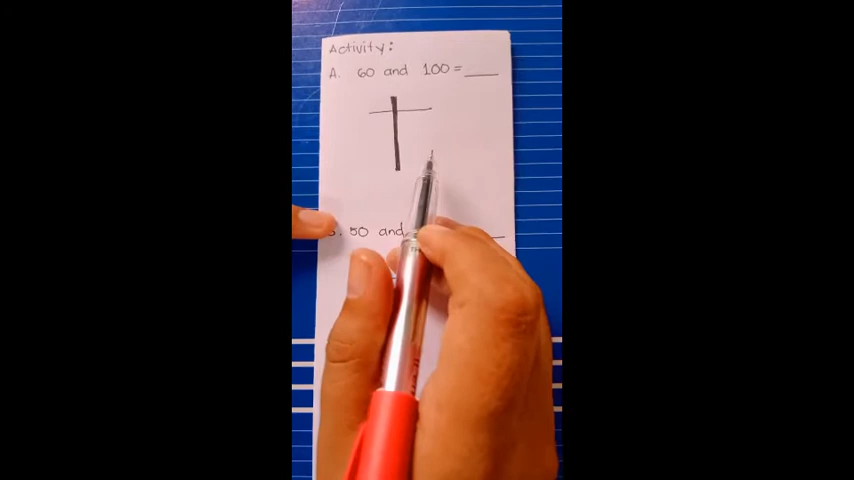 Activity:
A. 60 and 100 = ____
B. 50 and